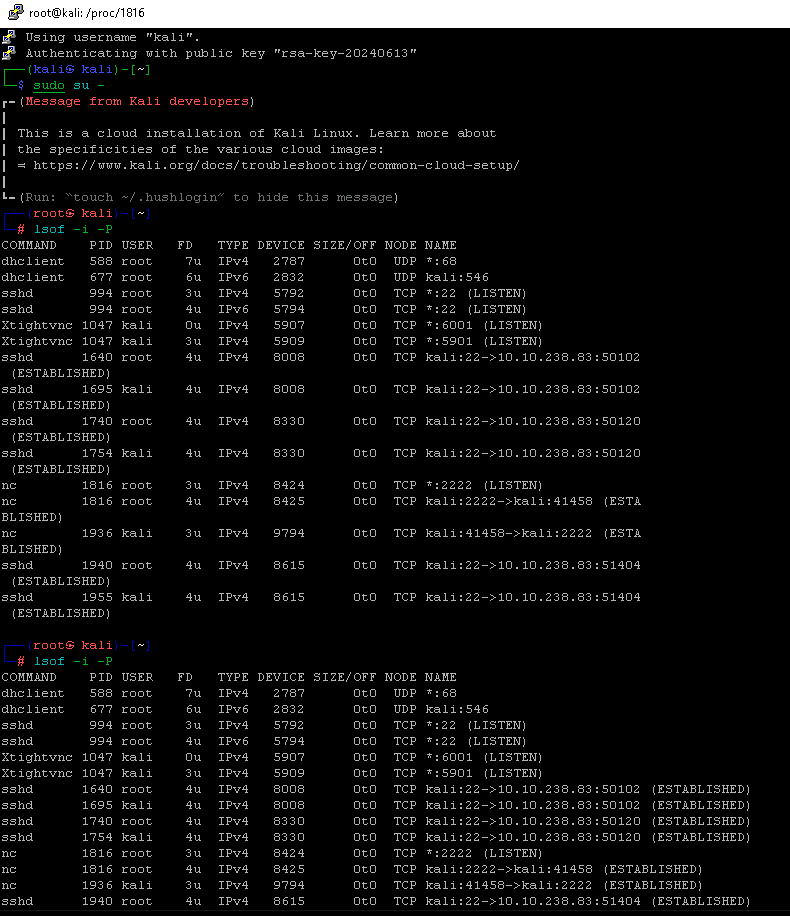 root@kali: /proc/1816
Using username "kali".
Authenticating with public key "rsa-key-20240613"
┌──(kali㉿kali)-[~]
└─$ sudo su -
┏━(Message from Kali developers)
┃
┃ This is a cloud installation of Kali Linux. Learn more about
┃ the specificities of the various cloud images:
┃ ⇒ https://www.kali.org/docs/troubleshooting/common-cloud-setup/
┃
┗━(Run: “touch ~/.hushlogin” to hide this message)
┌──(root㉿kali)-[~]
└─# lsof -i -P
COMMAND    PID USER   FD   TYPE DEVICE SIZE/OFF NODE NAME
dhclient   588 root    7u  IPv4   2787      0t0  UDP *:68
dhclient   677 root    6u  IPv6   2832      0t0  UDP kali:546
sshd       994 root    3u  IPv4   5792      0t0  TCP *:22 (LISTEN)
sshd       994 root    4u  IPv6   5794      0t0  TCP *:22 (LISTEN)
Xtightvnc 1047 kali    0u  IPv4   5907      0t0  TCP *:6001 (LISTEN)
Xtightvnc 1047 kali    3u  IPv4   5909      0t0  TCP *:5901 (LISTEN)
sshd      1640 root    4u  IPv4   8008      0t0  TCP kali:22->10.10.238.83:50102
(ESTABLISHED)
sshd      1695 kali    4u  IPv4   8008      0t0  TCP kali:22->10.10.238.83:50102
(ESTABLISHED)
sshd      1740 root    4u  IPv4   8330      0t0  TCP kali:22->10.10.238.83:50120
(ESTABLISHED)
sshd      1754 kali    4u  IPv4   8330      0t0  TCP kali:22->10.10.238.83:50120
(ESTABLISHED)
nc        1816 root    3u  IPv4   8424      0t0  TCP *:2222 (LISTEN)
nc        1816 root    4u  IPv4   8425      0t0  TCP kali:2222->kali:41458 (ESTA
BLISHED)
nc        1936 kali    3u  IPv4   9794      0t0  TCP kali:41458->kali:2222 (ESTA
BLISHED)
sshd      1940 root    4u  IPv4   8615      0t0  TCP kali:22->10.10.238.83:51404
(ESTABLISHED)
sshd      1955 kali    4u  IPv4   8615      0t0  TCP kali:22->10.10.238.83:51404
(ESTABLISHED)
┌──(root㉿kali)-[~]
└─# lsof -i -P
COMMAND    PID USER   FD   TYPE DEVICE SIZE/OFF NODE NAME
dhclient   588 root    7u  IPv4   2787      0t0  UDP *:68
dhclient   677 root    6u  IPv6   2832      0t0  UDP kali:546
sshd       994 root    3u  IPv4   5792      0t0  TCP *:22 (LISTEN)
sshd       994 root    4u  IPv6   5794      0t0  TCP *:22 (LISTEN)
Xtightvnc 1047 kali    0u  IPv4   5907      0t0  TCP *:6001 (LISTEN)
Xtightvnc 1047 kali    3u  IPv4   5909      0t0  TCP *:5901 (LISTEN)
sshd      1640 root    4u  IPv4   8008      0t0  TCP kali:22->10.10.238.83:50102 (ESTABLISHED)
sshd      1695 kali    4u  IPv4   8008      0t0  TCP kali:22->10.10.238.83:50102 (ESTABLISHED)
sshd      1740 root    4u  IPv4   8330      0t0  TCP kali:22->10.10.238.83:50120 (ESTABLISHED)
sshd      1754 kali    4u  IPv4   8330      0t0  TCP kali:22->10.10.238.83:50120 (ESTABLISHED)
nc        1816 root    3u  IPv4   8424      0t0  TCP *:2222 (LISTEN)
nc        1816 root    4u  IPv4   8425      0t0  TCP kali:2222->kali:41458 (ESTABLISHED)
nc        1936 kali    3u  IPv4   9794      0t0  TCP kali:41458->kali:2222 (ESTABLISHED)
sshd      1940 root    4u  IPv4   8615      0t0  TCP kali:22->10.10.238.83:51404 (ESTABLISHED)